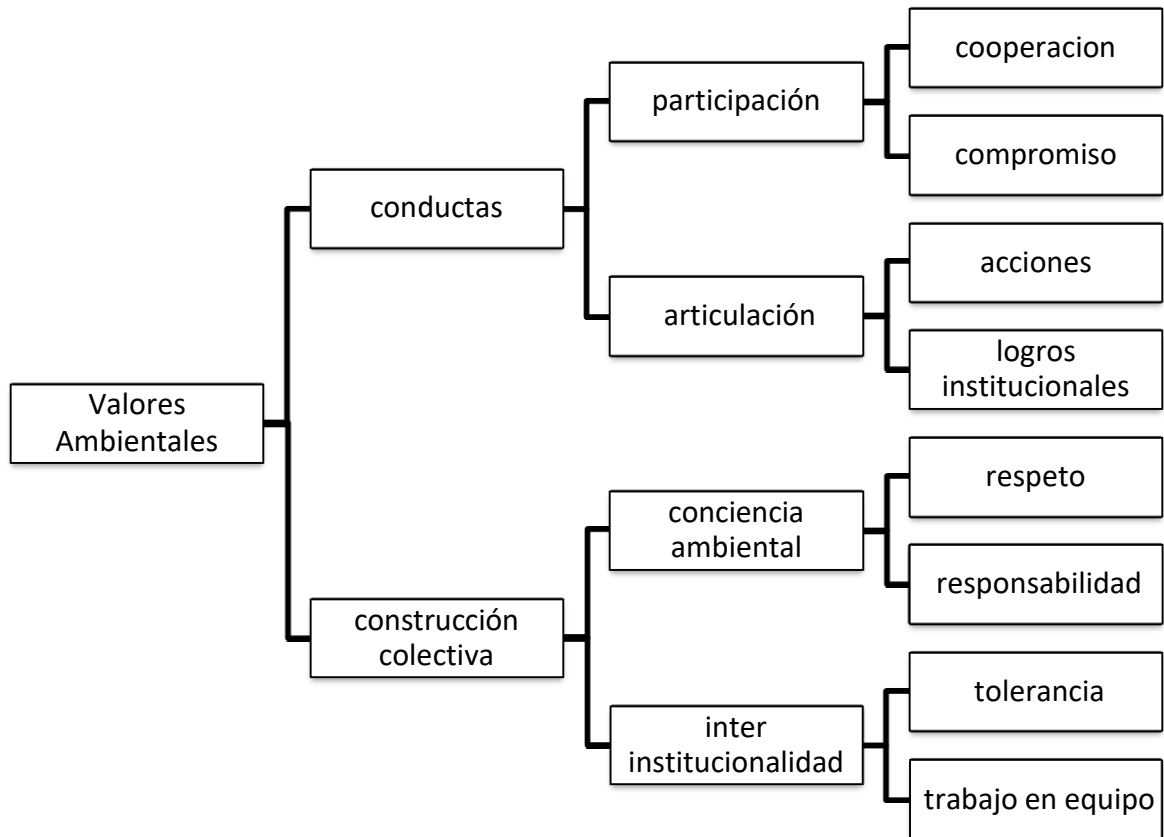 cooperacion
participación
compromiso
conductas
acciones
articulación
logros
institucionales
Valores
Ambientales
respeto
conciencia
ambiental
responsabilidad
construcción
colectiva
tolerancia
inter
institucionalidad
trabajo en equipo